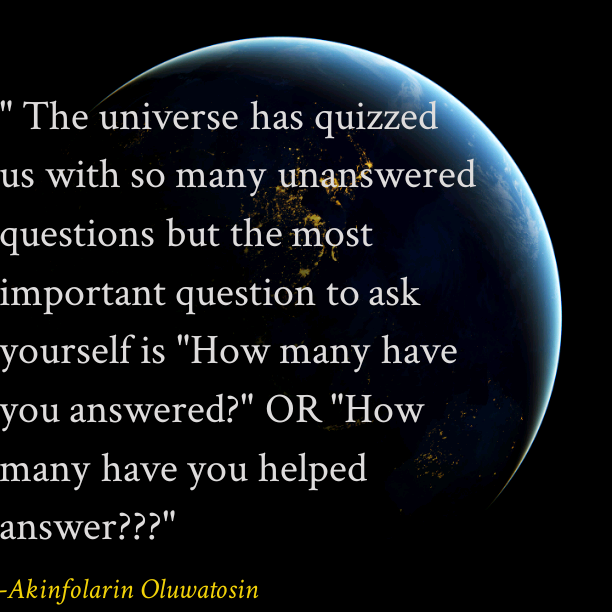 " The universe has quizzed
us with so many unanswered
questions but the most
important question to ask
yourself is "How many have
you answered?" OR "How
many have you helped
answer???"
-Akinfolarin Oluwatosin